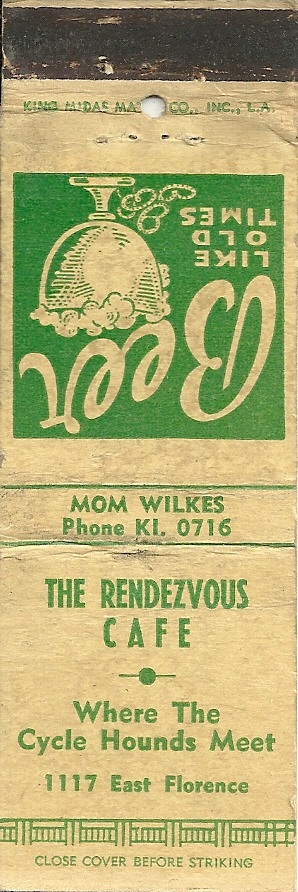 KING MIDAS MATCH CO., INC., L.A.
Beer
LIKE
OLD
TIMES
MOM WILKES
Phone KI. 0716
THE RENDEZVOUS
CAFE
Where The
Cycle Hounds Meet
1117 East Florence
CLOSE COVER BEFORE STRIKING